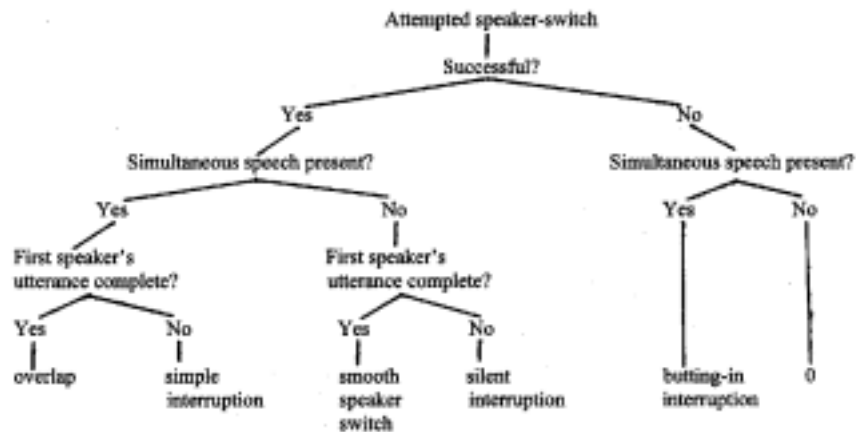 Attempted speaker-switch
Successful?
Yes
No
Simultaneous speech present?
Simultaneous speech present?
Yes
No
Yes
No
First speaker's
utterance complete?
First speaker's
utterance complete?
Yes
No
Yes
No
overlap
simple
interruption
smooth
speaker
switch
silent
interruption
butting-in
interruption
0